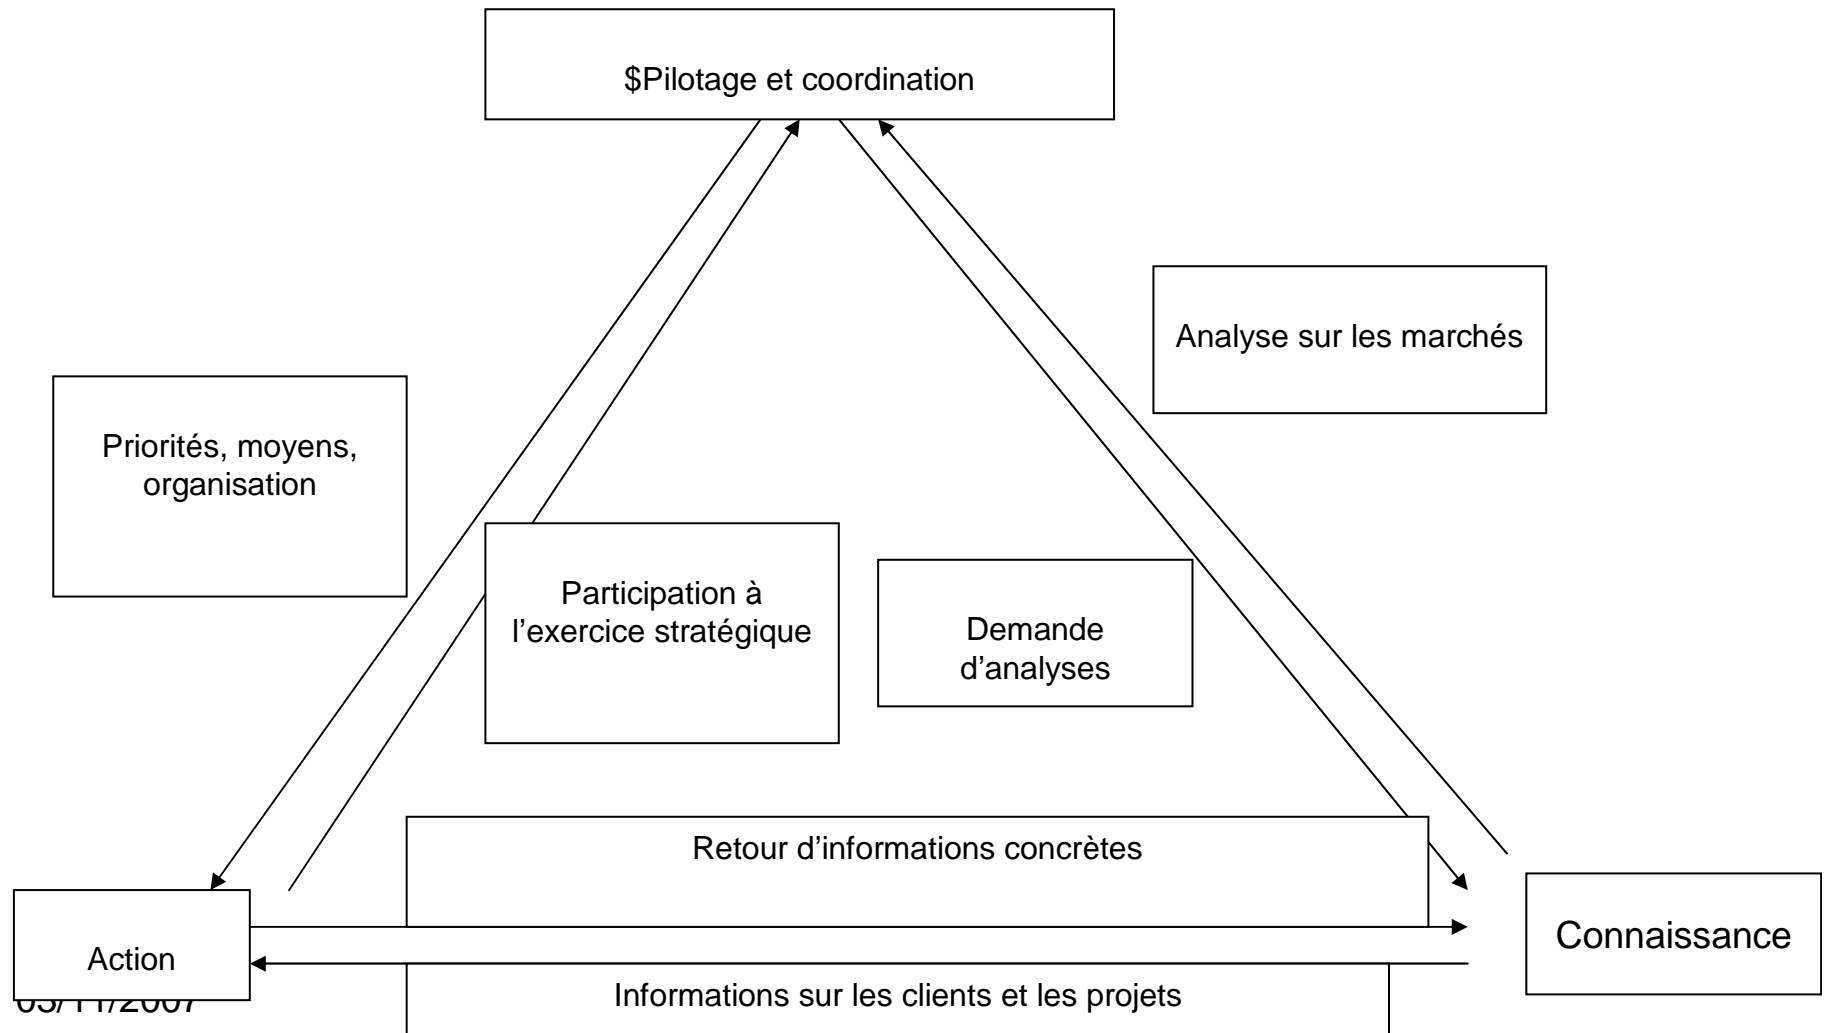 $Pilotage et coordination
Analyse sur les marchés
Priorités, moyens,
organisation
Participation à
l’exercice stratégique
Demande
d’analyses
Retour d’informations concrètes
Connaissance
Action
Informations sur les clients et les projets